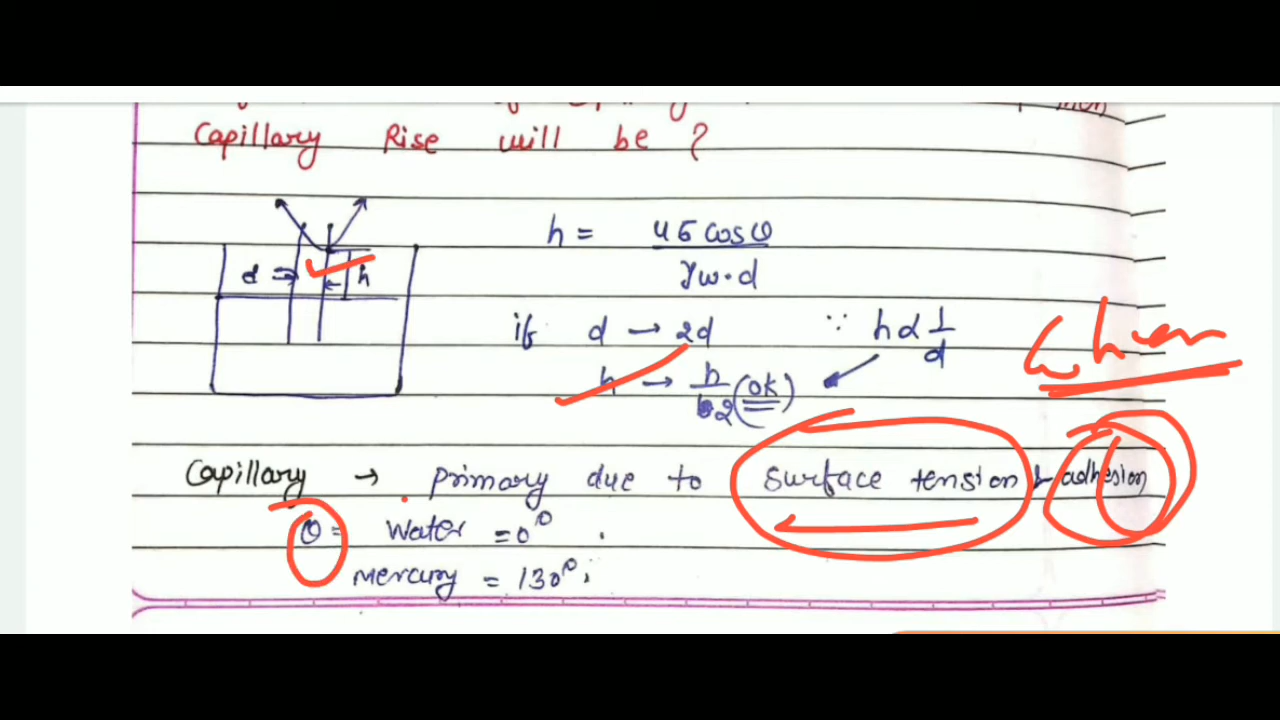 Capillary Rise will be ?
h = 4σ cosθ
γw·d
d = h
if d → 2d ∵ h α 1/d
h → h/2 (ok)
when
Capillary → primary due to surface tension & adhesion
θ = Water = 0°.
Mercury = 130°.